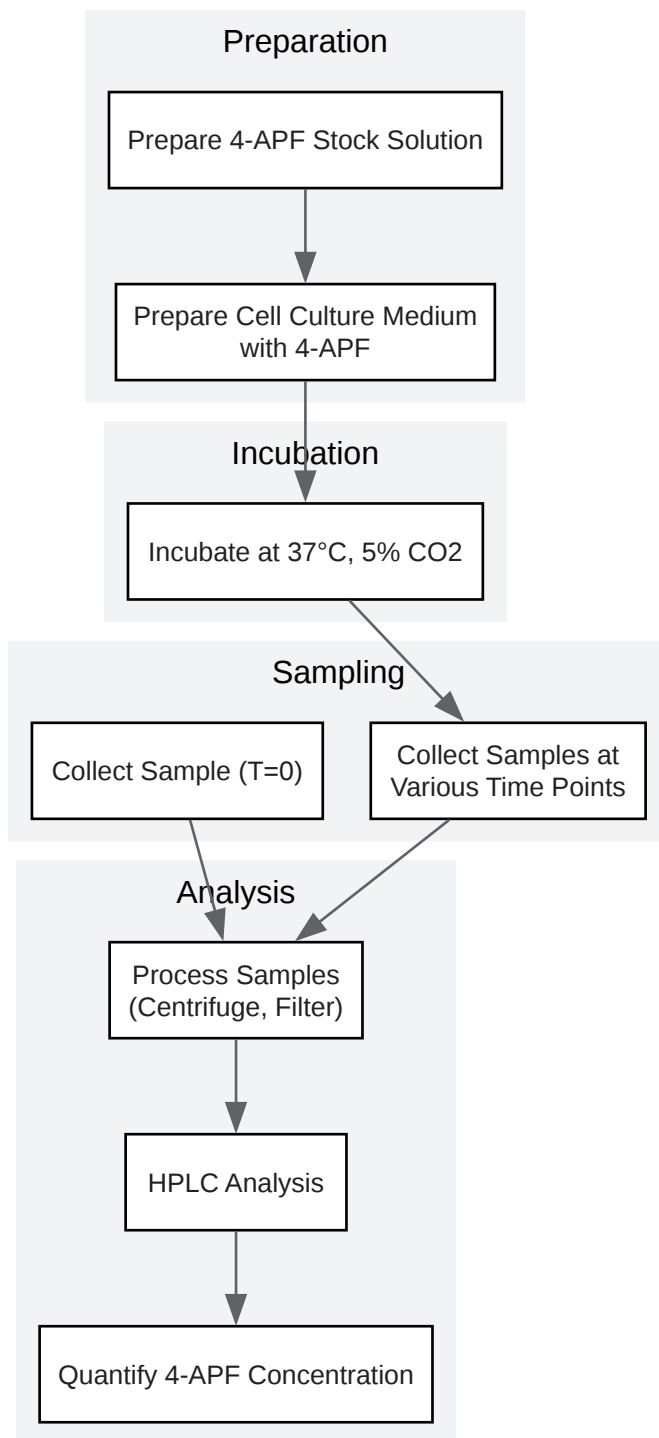 Preparation
Prepare 4-APF Stock Solution
Prepare Cell Culture Medium
with 4-APF
Incubation
Incubate at 37°C, 5% CO2
Sampling
Collect Sample (T=0)
Collect Samples at
Various Time Points
Analysis
Process Samples
(Centrifuge, Filter)
HPLC Analysis
Quantify 4-APF Concentration